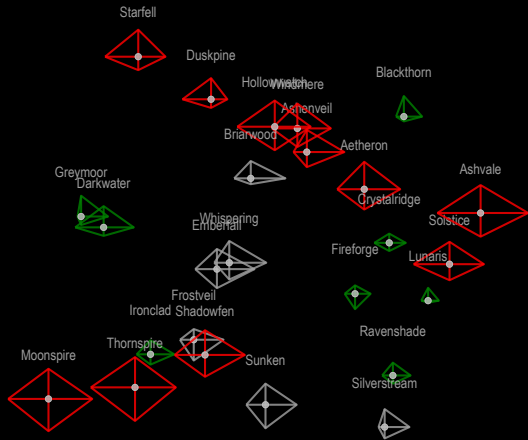 Starfell
Duskpine
Blackthorn
Hollowwatch
Windmere
Ashenveil
Briarwood
Aetheron
Ashvale
Greymoor
Darkwater
Crystalridge
Whispering
Solstice
Emberfall
Fireforge
Lunaris
Frostveil
Ironclad
Shadowfen
Ravenshade
Thornspire
Moonspire
Sunken
Silverstream